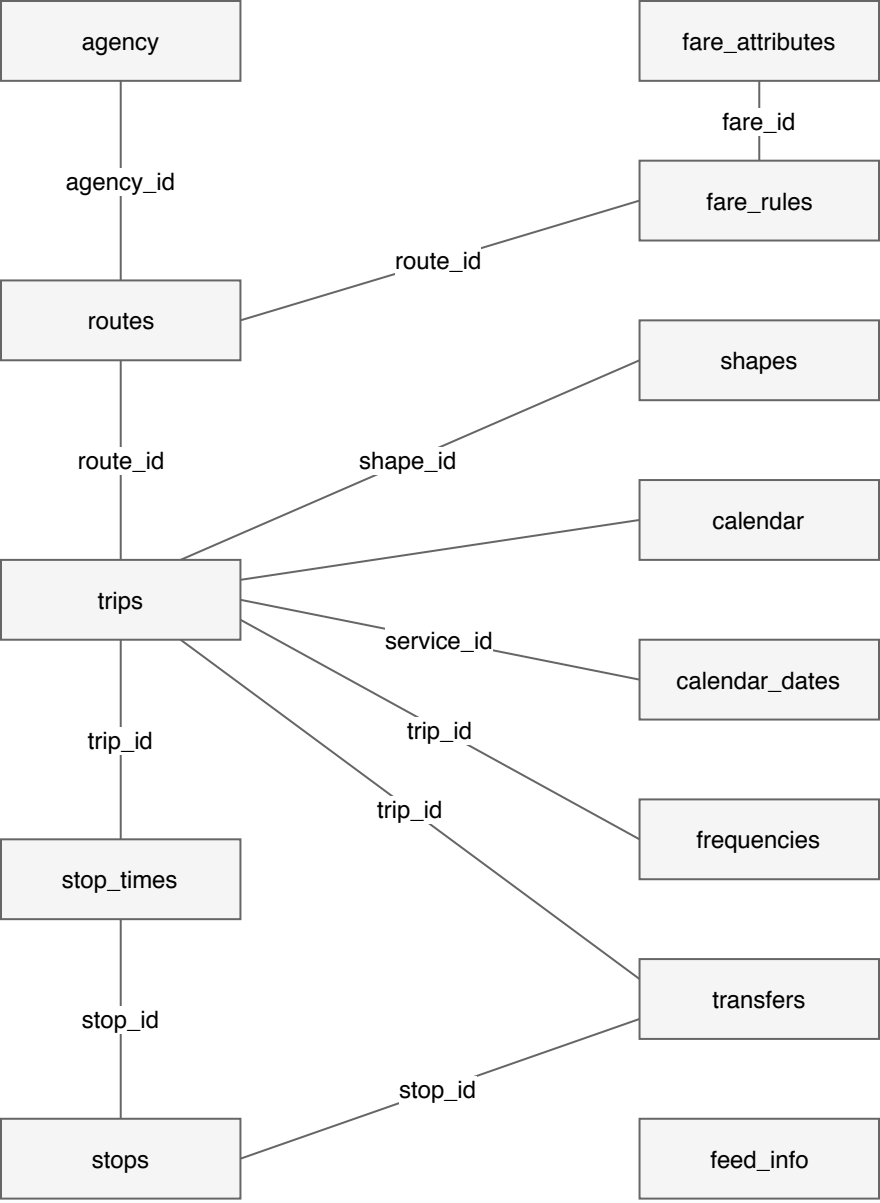 agency
fare_attributes
fare_id
agency_id
fare_rules
route_id
routes
shapes
route_id
shape_id
calendar
trips
service_id
calendar_dates
trip_id
trip_id
trip_id
frequencies
stop_times
transfers
stop_id
stop_id
stops
feed_info